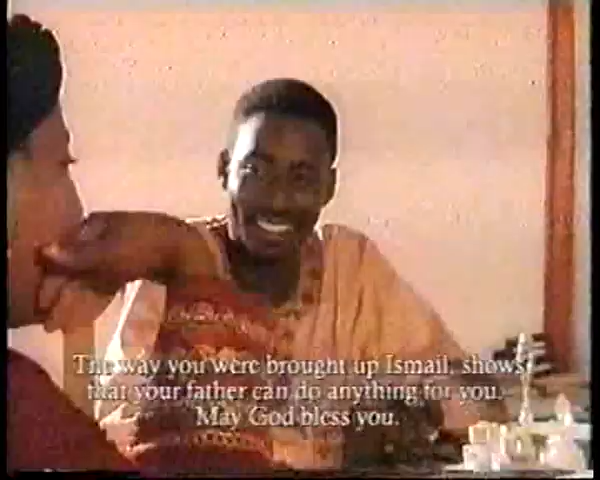 The way you were brought up Ismail, shows
that your father can do anything for you.
May God bless you.